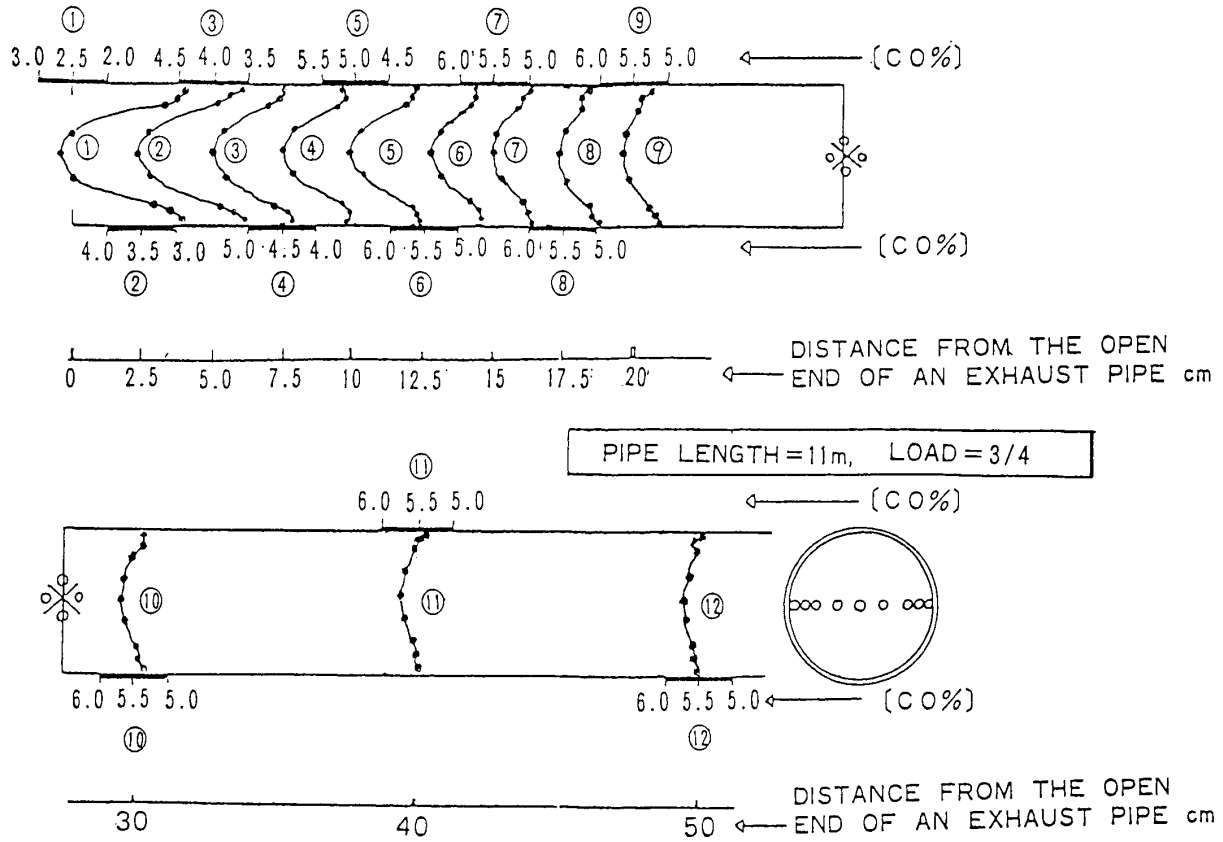 ① ③ ⑤ ⑦ ⑨
3.0 2.5 2.0 4.5 4.0 3.5 5.5 5.0 4.5 6.0 5.5 5.0 6.0 5.5 5.0 [CO%]
① ② ③ ④ ⑤ ⑥ ⑦ ⑧ ⑨
4.0 3.5 3.0 5.0 4.5 4.0 6.0 5.5 5.0 6.0 5.5 5.0 [CO%]
② ④ ⑥ ⑧
0 2.5 5.0 7.5 10 12.5 15 17.5 20
DISTANCE FROM THE OPEN
END OF AN EXHAUST PIPE cm
PIPE LENGTH=11m, LOAD=3/4
⑪
6.0 5.5 5.0 [CO%]
⑩ ⑪ ⑫
6.0 5.5 5.0 6.0 5.5 5.0 [CO%]
⑩ ⑫
30 40 50
DISTANCE FROM THE OPEN
END OF AN EXHAUST PIPE cm